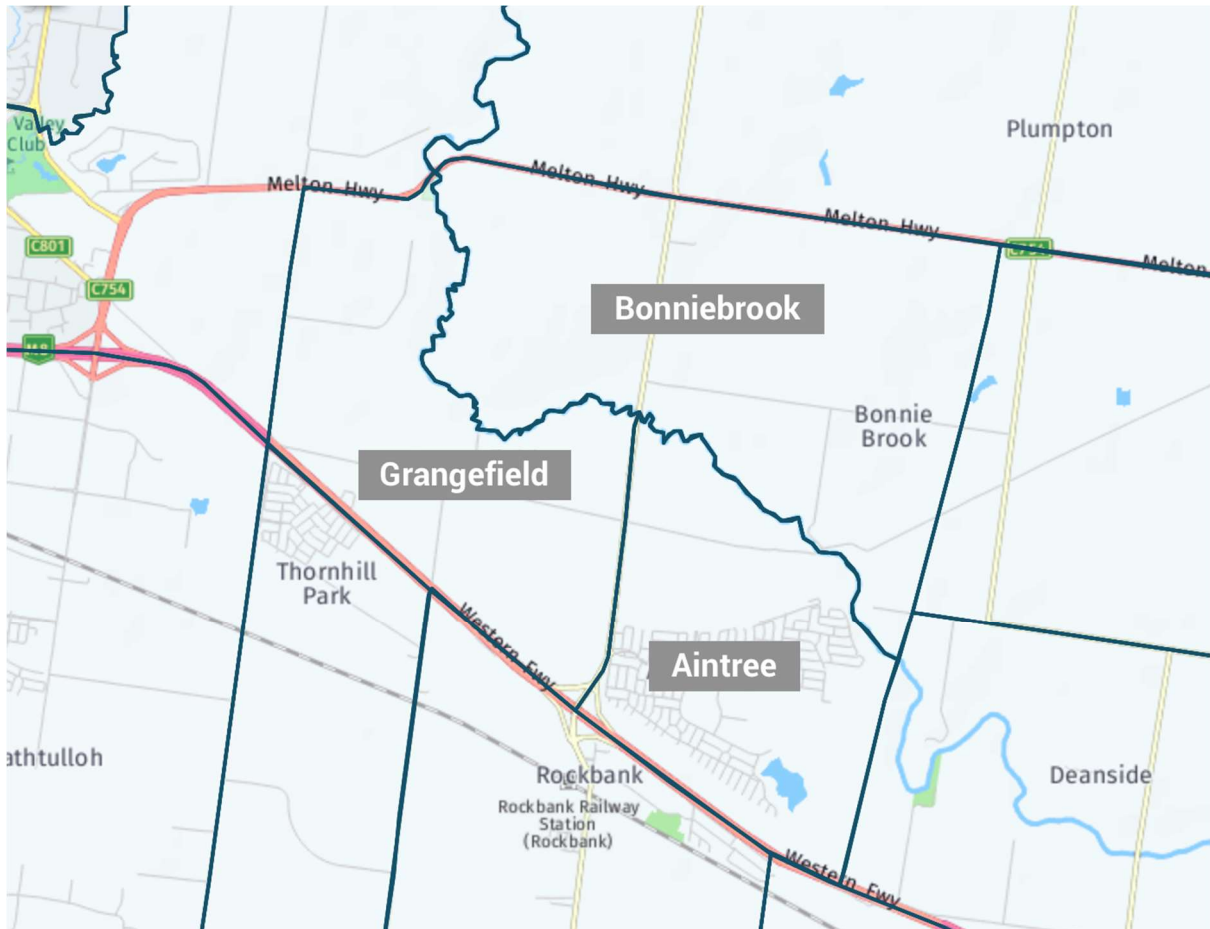 Valley
Club
Plumpton
Melton Hwy
Melton Hwy
Melton Hwy
C801
C754
Melton
C754
Bonniebrook
M8
Bonnie
Brook
Grangefield
Thornhill
Park
Western Fwy
Aintree
athtulloh
Rockbank
Deanside
Rockbank Railway
Station
(Rockbank)
Western Fwy